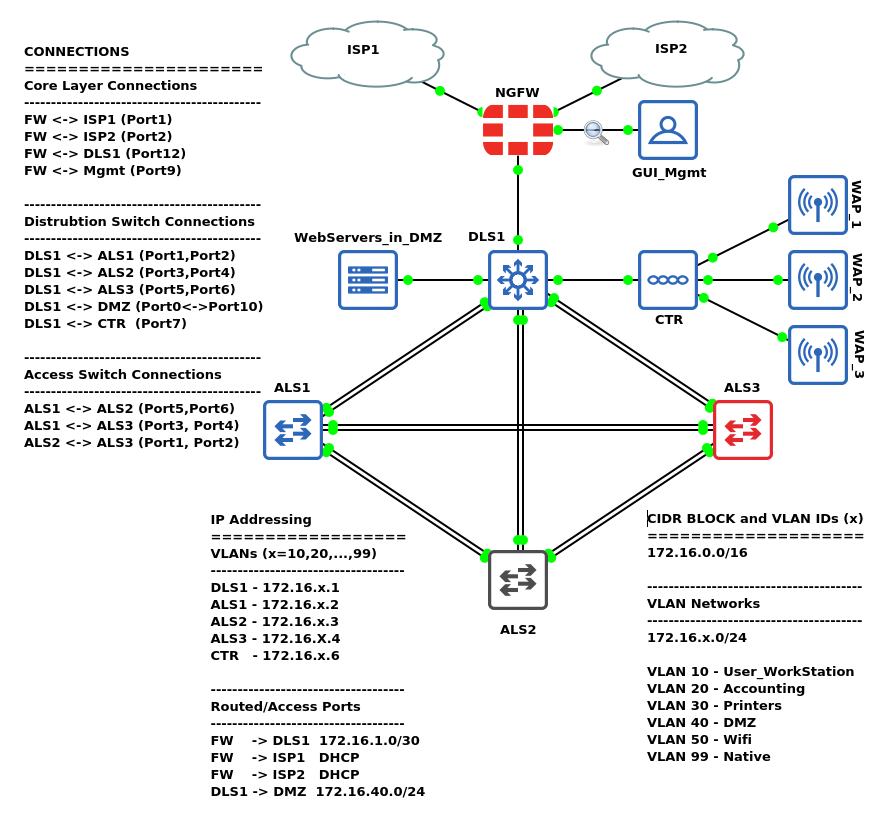 CONNECTIONS
======================
Core Layer Connections
-------------------------------------------
FW <-> ISP1 (Port1)
FW <-> ISP2 (Port2)
FW <-> DLS1 (Port12)
FW <-> Mgmt (Port9)
-------------------------------------------
Distrubtion Switch Connections
-------------------------------------------
DLS1 <-> ALS1 (Port1,Port2)
DLS1 <-> ALS2 (Port3,Port4)
DLS1 <-> ALS3 (Port5,Port6)
DLS1 <-> DMZ (Port0<->Port10)
DLS1 <-> CTR  (Port7)
-------------------------------------------
Access Switch Connections
-------------------------------------------
ALS1 <-> ALS2 (Port5,Port6)
ALS1 <-> ALS3 (Port3, Port4)
ALS2 <-> ALS3 (Port1, Port2)
ISP1
ISP2
NGFW
GUI_Mgmt
WebServers_in_DMZ
DLS1
CTR
WAP_1
WAP_2
WAP_3
ALS1
ALS3
ALS2
IP Addressing
==================
VLANs (x=10,20,...,99)
-----------------------------------
DLS1 - 172.16.x.1
ALS1 - 172.16.x.2
ALS2 - 172.16.x.3
ALS3 - 172.16.X.4
CTR   - 172.16.x.6
-----------------------------------
Routed/Access Ports
-----------------------------------
FW    -> DLS1  172.16.1.0/30
FW    -> ISP1   DHCP
FW    -> ISP2   DHCP
DLS1 -> DMZ  172.16.40.0/24
CIDR BLOCK and VLAN IDs (x)
====================
172.16.0.0/16
---------------------------------------
VLAN Networks
---------------------------------------
172.16.x.0/24
VLAN 10 - User_WorkStation
VLAN 20 - Accounting
VLAN 30 - Printers
VLAN 40 - DMZ
VLAN 50 - Wifi
VLAN 99 - Native